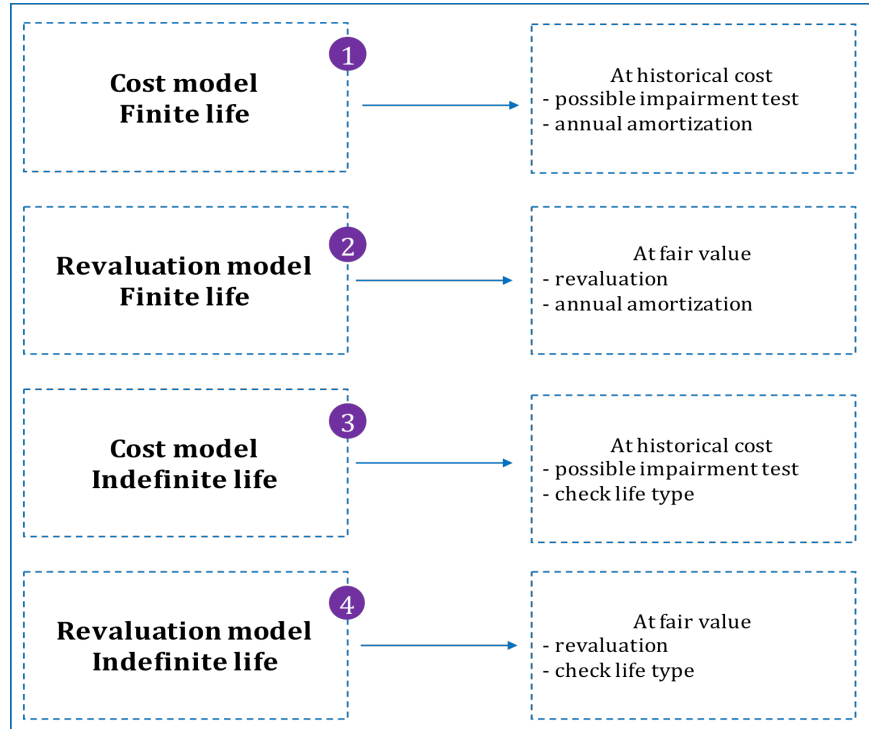 1
Cost model
Finite life
At historical cost
- possible impairment test
- annual amortization
2
Revaluation model
Finite life
At fair value
- revaluation
- annual amortization
3
Cost model
Indefinite life
At historical cost
- possible impairment test
- check life type
4
Revaluation model
Indefinite life
At fair value
- revaluation
- check life type